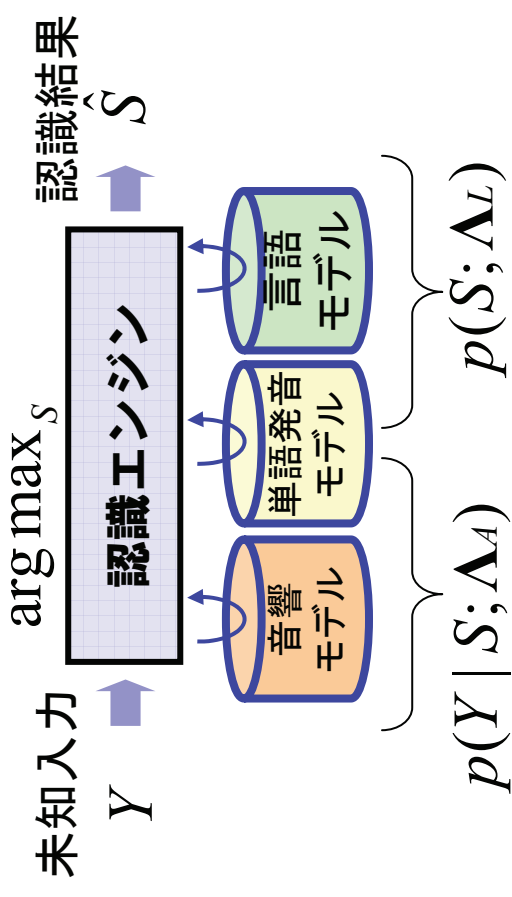 arg max_S
未知入力
Y
認識エンジン
認識結果
Ŝ
音響
モデル
単語発音
モデル
言語
モデル
p(Y | S; Λ_A)
p(S; Λ_L)